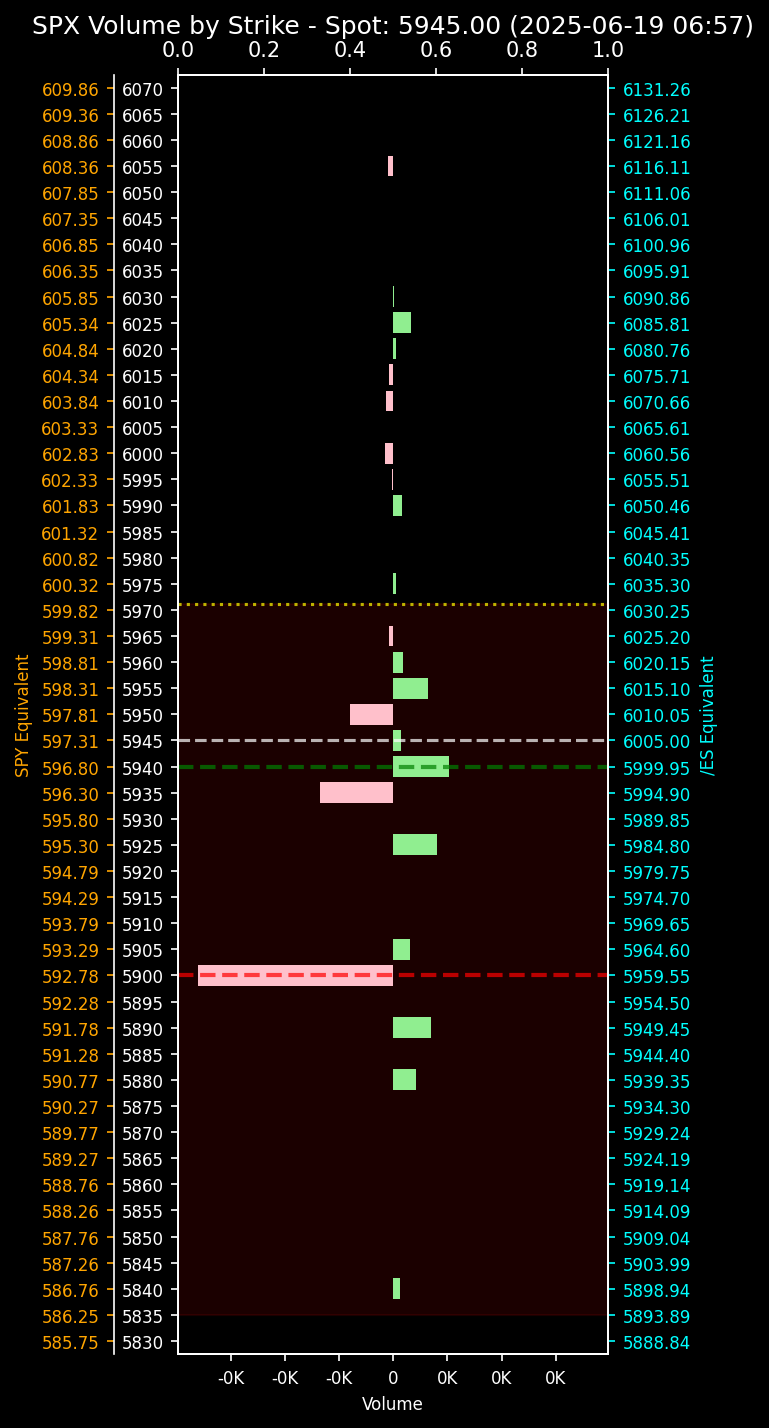 SPX Volume by Strike - Spot: 5945.00 (2025-06-19 06:57)
0.0 0.2 0.4 0.6 0.8 1.0
609.86 6070 6131.26
609.36 6065 6126.21
608.86 6060 6121.16
608.36 6055 6116.11
607.85 6050 6111.06
607.35 6045 6106.01
606.85 6040 6100.96
606.35 6035 6095.91
605.85 6030 6090.86
605.34 6025 6085.81
604.84 6020 6080.76
604.34 6015 6075.71
603.84 6010 6070.66
603.33 6005 6065.61
602.83 6000 6060.56
602.33 5995 6055.51
601.83 5990 6050.46
601.32 5985 6045.41
600.82 5980 6040.35
600.32 5975 6035.30
599.82 5970 6030.25
599.31 5965 6025.20
598.81 5960 6020.15
598.31 5955 6015.10
597.81 5950 6010.05
597.31 5945 6005.00
596.80 5940 5999.95
596.30 5935 5994.90
595.80 5930 5989.85
595.30 5925 5984.80
594.79 5920 5979.75
594.29 5915 5974.70
593.79 5910 5969.65
593.29 5905 5964.60
592.78 5900 5959.55
592.28 5895 5954.50
591.78 5890 5949.45
591.28 5885 5944.40
590.77 5880 5939.35
590.27 5875 5934.30
589.77 5870 5929.24
589.27 5865 5924.19
588.76 5860 5919.14
588.26 5855 5914.09
587.76 5850 5909.04
587.26 5845 5903.99
586.76 5840 5898.94
586.25 5835 5893.89
585.75 5830 5888.84
SPY Equivalent
/ES Equivalent
-0K -0K -0K 0 0K 0K 0K
Volume